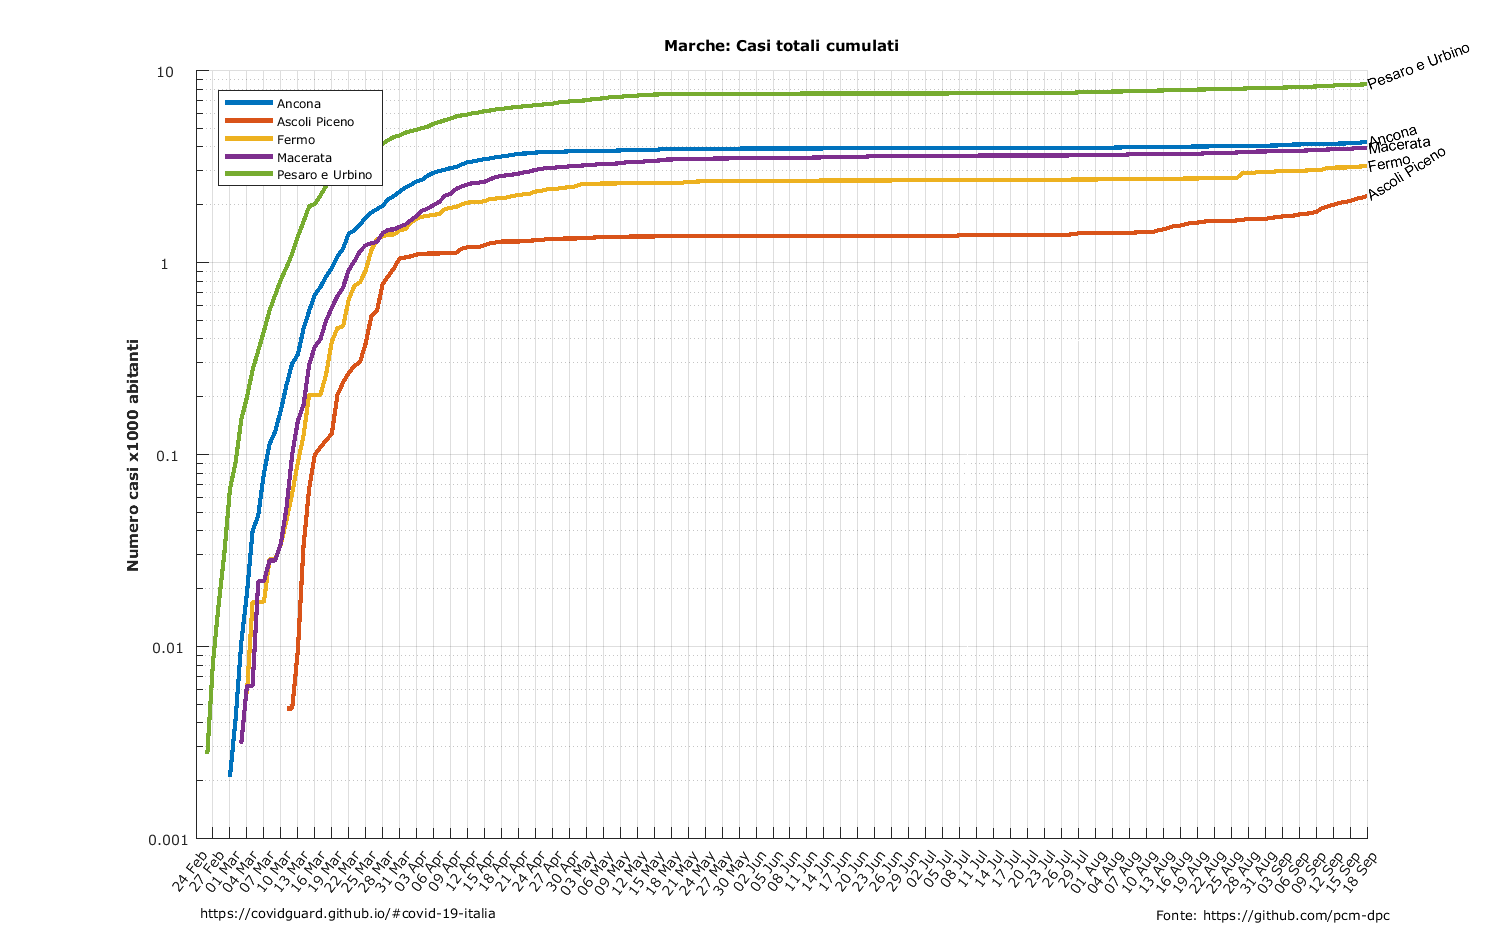 Marche: Casi totali cumulati
Numero casi x1000 abitanti
10
1
0.1
0.01
0.001
Ancona
Ascoli Piceno
Fermo
Macerata
Pesaro e Urbino
Pesaro e Urbino
Ancona
Macerata
Fermo
Ascoli Piceno
24 Feb
27 Feb
01 Mar
04 Mar
07 Mar
10 Mar
13 Mar
16 Mar
19 Mar
22 Mar
25 Mar
28 Mar
31 Mar
03 Apr
06 Apr
09 Apr
12 Apr
15 Apr
18 Apr
21 Apr
24 Apr
27 Apr
30 Apr
03 May
06 May
09 May
12 May
15 May
18 May
21 May
24 May
27 May
30 May
02 Jun
05 Jun
08 Jun
11 Jun
14 Jun
17 Jun
20 Jun
23 Jun
26 Jun
29 Jun
02 Jul
05 Jul
08 Jul
11 Jul
14 Jul
17 Jul
20 Jul
23 Jul
26 Jul
29 Jul
01 Aug
04 Aug
07 Aug
10 Aug
13 Aug
16 Aug
19 Aug
22 Aug
25 Aug
28 Aug
31 Aug
03 Sep
06 Sep
09 Sep
12 Sep
15 Sep
18 Sep
https://covidguard.github.io/#covid-19-italia
Fonte: https://github.com/pcm-dpc